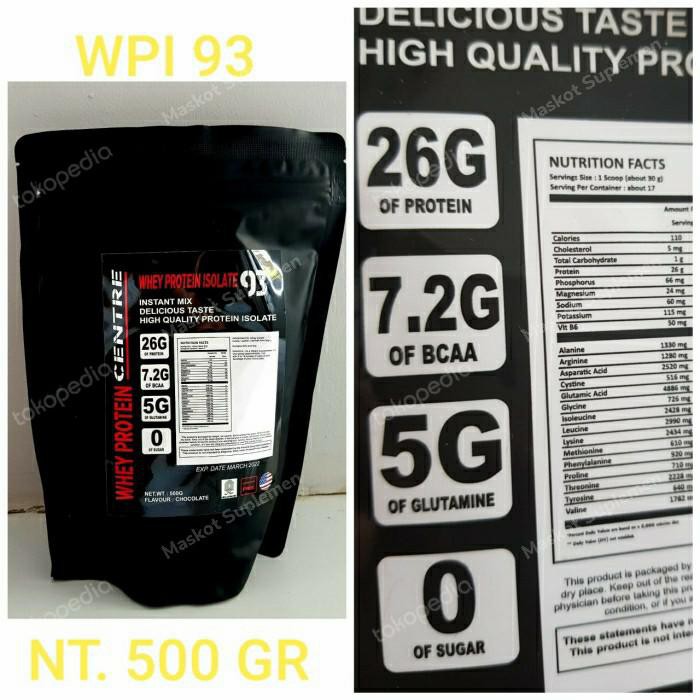 WPI 93
WHEY PROTEIN CENTRE
WHEY PROTEIN ISOLATE 93
INSTANT MIX
DELICIOUS TASTE
HIGH QUALITY PROTEIN ISOLATE
26G
OF PROTEIN
7.2G
OF BCAA
5G
OF GLUTAMINE
0
OF SUGAR
NUTRITION FACTS
EXP. DATE MARCH 2022
NET.WT : 500G
FLAVOUR : CHOCOLATE
NT. 500 GR
DELICIOUS TASTE
HIGH QUALITY PRO
26G
OF PROTEIN
7.2G
OF BCAA
5G
OF GLUTAMINE
0
OF SUGAR
NUTRITION FACTS
Servings Size : 1 Scoop (about 30 g)
Serving Per Container : about 17
Amount
Serving
Calories 110
Cholesterol 5 mg
Total Carbohydrate 1 g
Protein 26 g
Phosphorus 66 mg
Magnesium 24 mg
Sodium 60 mg
Potassium 115 mg
Vit B6 50 mg
Alanine 1330 mg
Arginine 1280 mg
Asparatic Acid 2520 mg
Cystine 516 mg
Glutamic Acid 4886 mg
Glycine 726 mg
Isoleucine 2428 mg
Leucine 2990 mg
Lysine 2434 mg
Methionine 610 mg
Phenylalanine 920 mg
Proline 710 mg
Threonine 2228 mg
Tyrosine 640 m
Valine 1782 m
This product is packaged by
dry place. Keep out of the re
physician before taking this pro
condition, or if you
These statements have n
This product is not inte
tokopedia
Maskot Suplemen